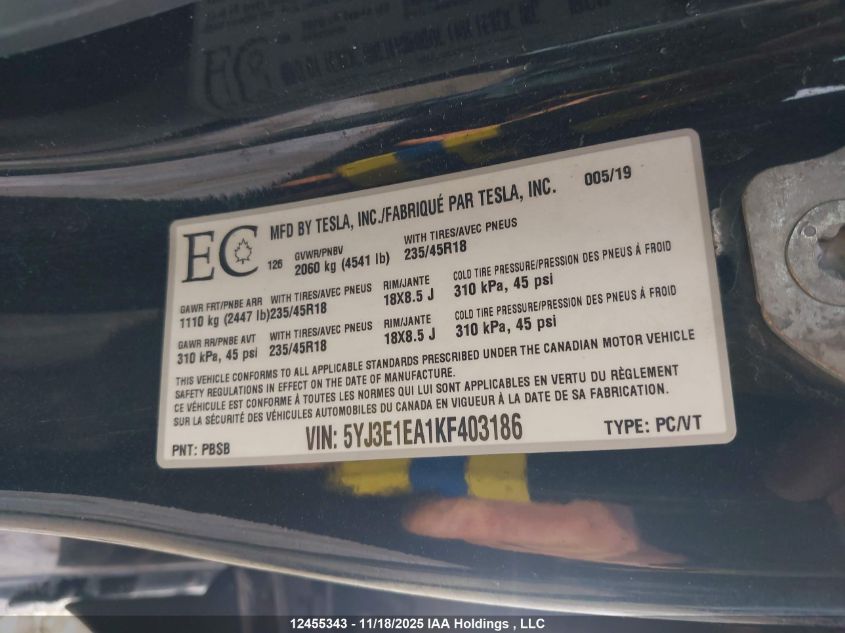 EC
126
MFD BY TESLA, INC./FABRIQUÉ PAR TESLA, INC. 005/19
GVWR/PNBV WITH TIRES/AVEC PNEUS
2060 kg (4541 lb) 235/45R18
GAWR FRT/PNBE ARR WITH TIRES/AVEC PNEUS RIM/JANTE COLD TIRE PRESSURE/PRESSION DES PNEUS À FROID
1110 kg (2447 lb) 235/45R18 18X8.5 J 310 kPa, 45 psi
GAWR RR/PNBE AVT WITH TIRES/AVEC PNEUS RIM/JANTE COLD TIRE PRESSURE/PRESSION DES PNEUS À FROID
310 kPa, 45 psi 235/45R18 18X8.5 J 310 kPa, 45 psi
THIS VEHICLE CONFORMS TO ALL APPLICABLE STANDARDS PRESCRIBED UNDER THE CANADIAN MOTOR VEHICLE
SAFETY REGULATIONS IN EFFECT ON THE DATE OF MANUFACTURE.
CE VÉHICULE EST CONFORME À TOUTES LES NORMES QUI LUI SONT APPLICABLES EN VERTU DU RÈGLEMENT
SUR LA SÉCURITÉ DES VÉHICULES AUTOMOBILES DU CANADA EN VIGUEUR À LA DATE DE SA FABRICATION.
PNT: PBSB VIN: 5YJ3E1EA1KF403186 TYPE: PC/VT
12455343 - 11/18/2025 IAA Holdings , LLC